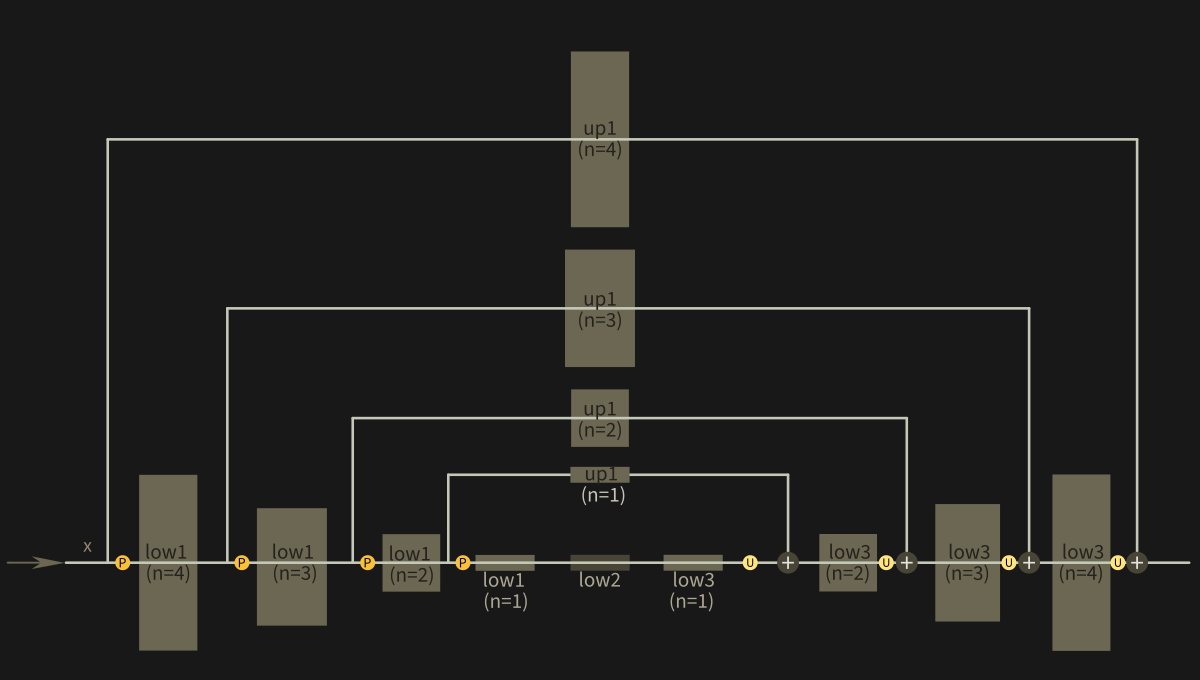 up1
(n=4)
up1
(n=3)
up1
(n=2)
up1
(n=1)
x
P
low1
(n=4)
P
low1
(n=3)
P
low1
(n=2)
P
low1
(n=1)
low2
low3
(n=1)
U
+
low3
(n=2)
U
+
low3
(n=3)
U
+
low3
(n=4)
U
+